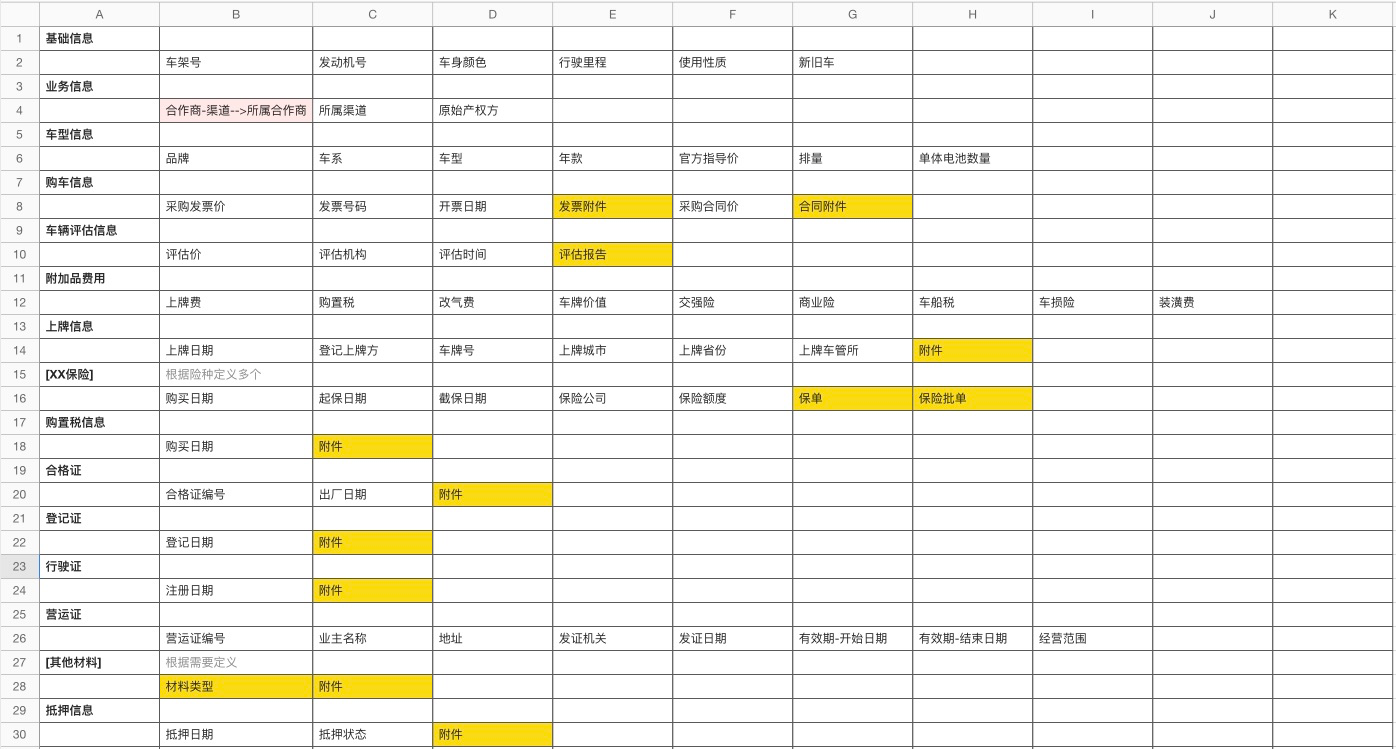 A B C D E F G H I J K
1 基础信息
2 车架号 发动机号 车身颜色 行驶里程 使用性质 新旧车
3 业务信息
4 合作商-渠道-->所属合作商 所属渠道 原始产权方
5 车型信息
6 品牌 车系 车型 年款 官方指导价 排量 单体电池数量
7 购车信息
8 采购发票价 发票号码 开票日期 发票附件 采购合同价 合同附件
9 车辆评估信息
10 评估价 评估机构 评估时间 评估报告
11 附加品费用
12 上牌费 购置税 改气费 车牌价值 交强险 商业险 车船税 车损险 装潢费
13 上牌信息
14 上牌日期 登记上牌方 车牌号 上牌城市 上牌省份 上牌车管所 附件
15 [XX保险] 根据险种定义多个
16 购买日期 起保日期 截保日期 保险公司 保险额度 保单 保险批单
17 购置税信息
18 购买日期 附件
19 合格证
20 合格证编号 出厂日期 附件
21 登记证
22 登记日期 附件
23 行驶证
24 注册日期 附件
25 营运证
26 营运证编号 业主名称 地址 发证机关 发证日期 有效期-开始日期 有效期-结束日期 经营范围
27 [其他材料] 根据需要定义
28 材料类型 附件
29 抵押信息
30 抵押日期 抵押状态 附件